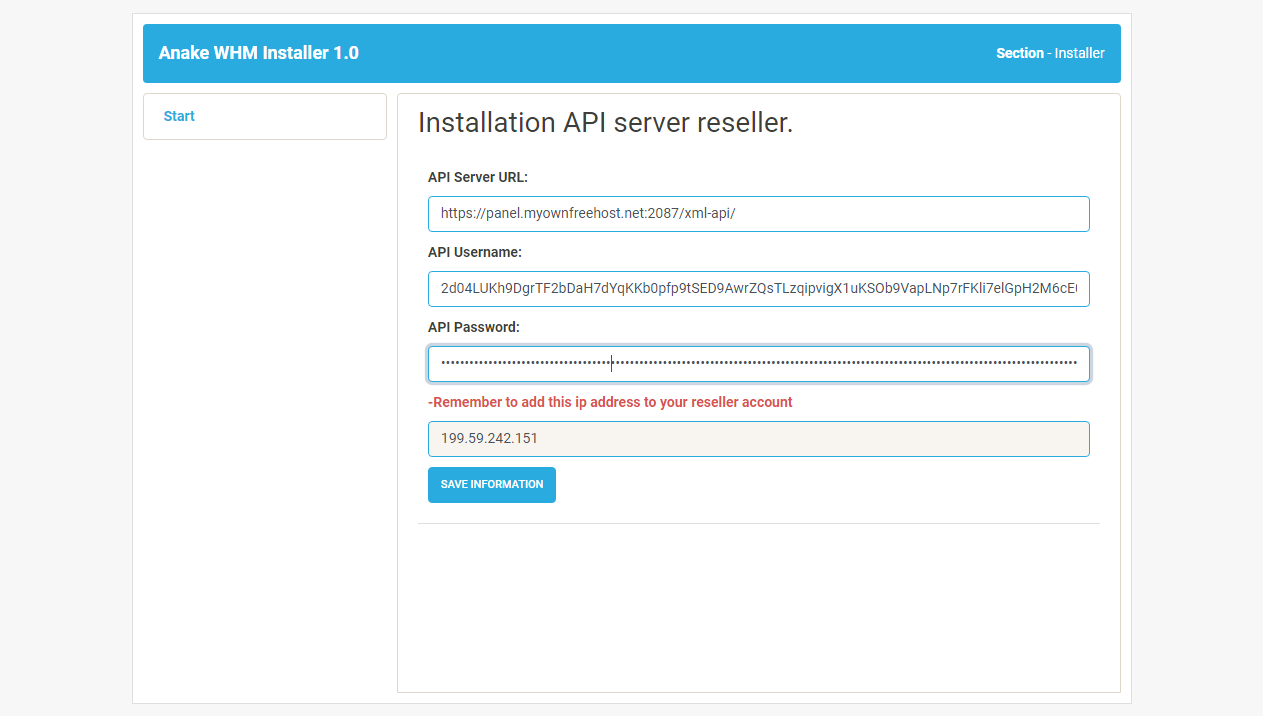 Anake WHM Installer 1.0
Section - Installer
Start
Installation API server reseller.
API Server URL:
https://panel.myownfreehost.net:2087/xml-api/
API Username:
2d04LUKh9DgrTF2bDaH7dYqKKb0pfp9tSED9AwrZQsTLzqipvigX1uKSOb9VapLNp7rFKli7elGpH2M6cE
API Password:
-Remember to add this ip address to your reseller account
199.59.242.151
SAVE INFORMATION